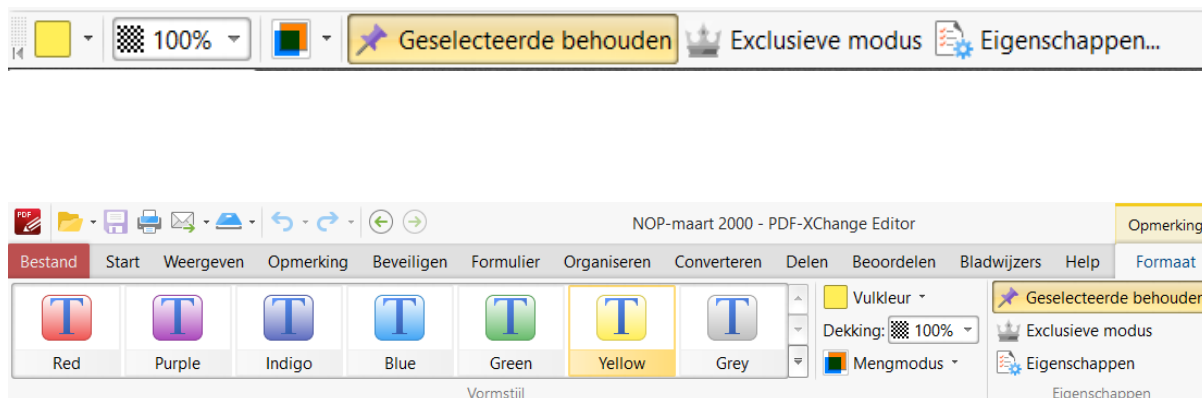 100% Geselecteerde behouden Exclusieve modus Eigenschappen...
NOP-maart 2000 - PDF-XChange Editor Opmerking
Bestand Start Weergeven Opmerking Beveiligen Formulier Organiseren Converteren Delen Beoordelen Bladwijzers Help Formaat
T T T T T T T Vulkleur Geselecteerde behouden
Dekking: 100% Exclusieve modus
Red Purple Indigo Blue Green Yellow Grey Mengmodus Eigenschappen
Vormstijl Eigenschappen